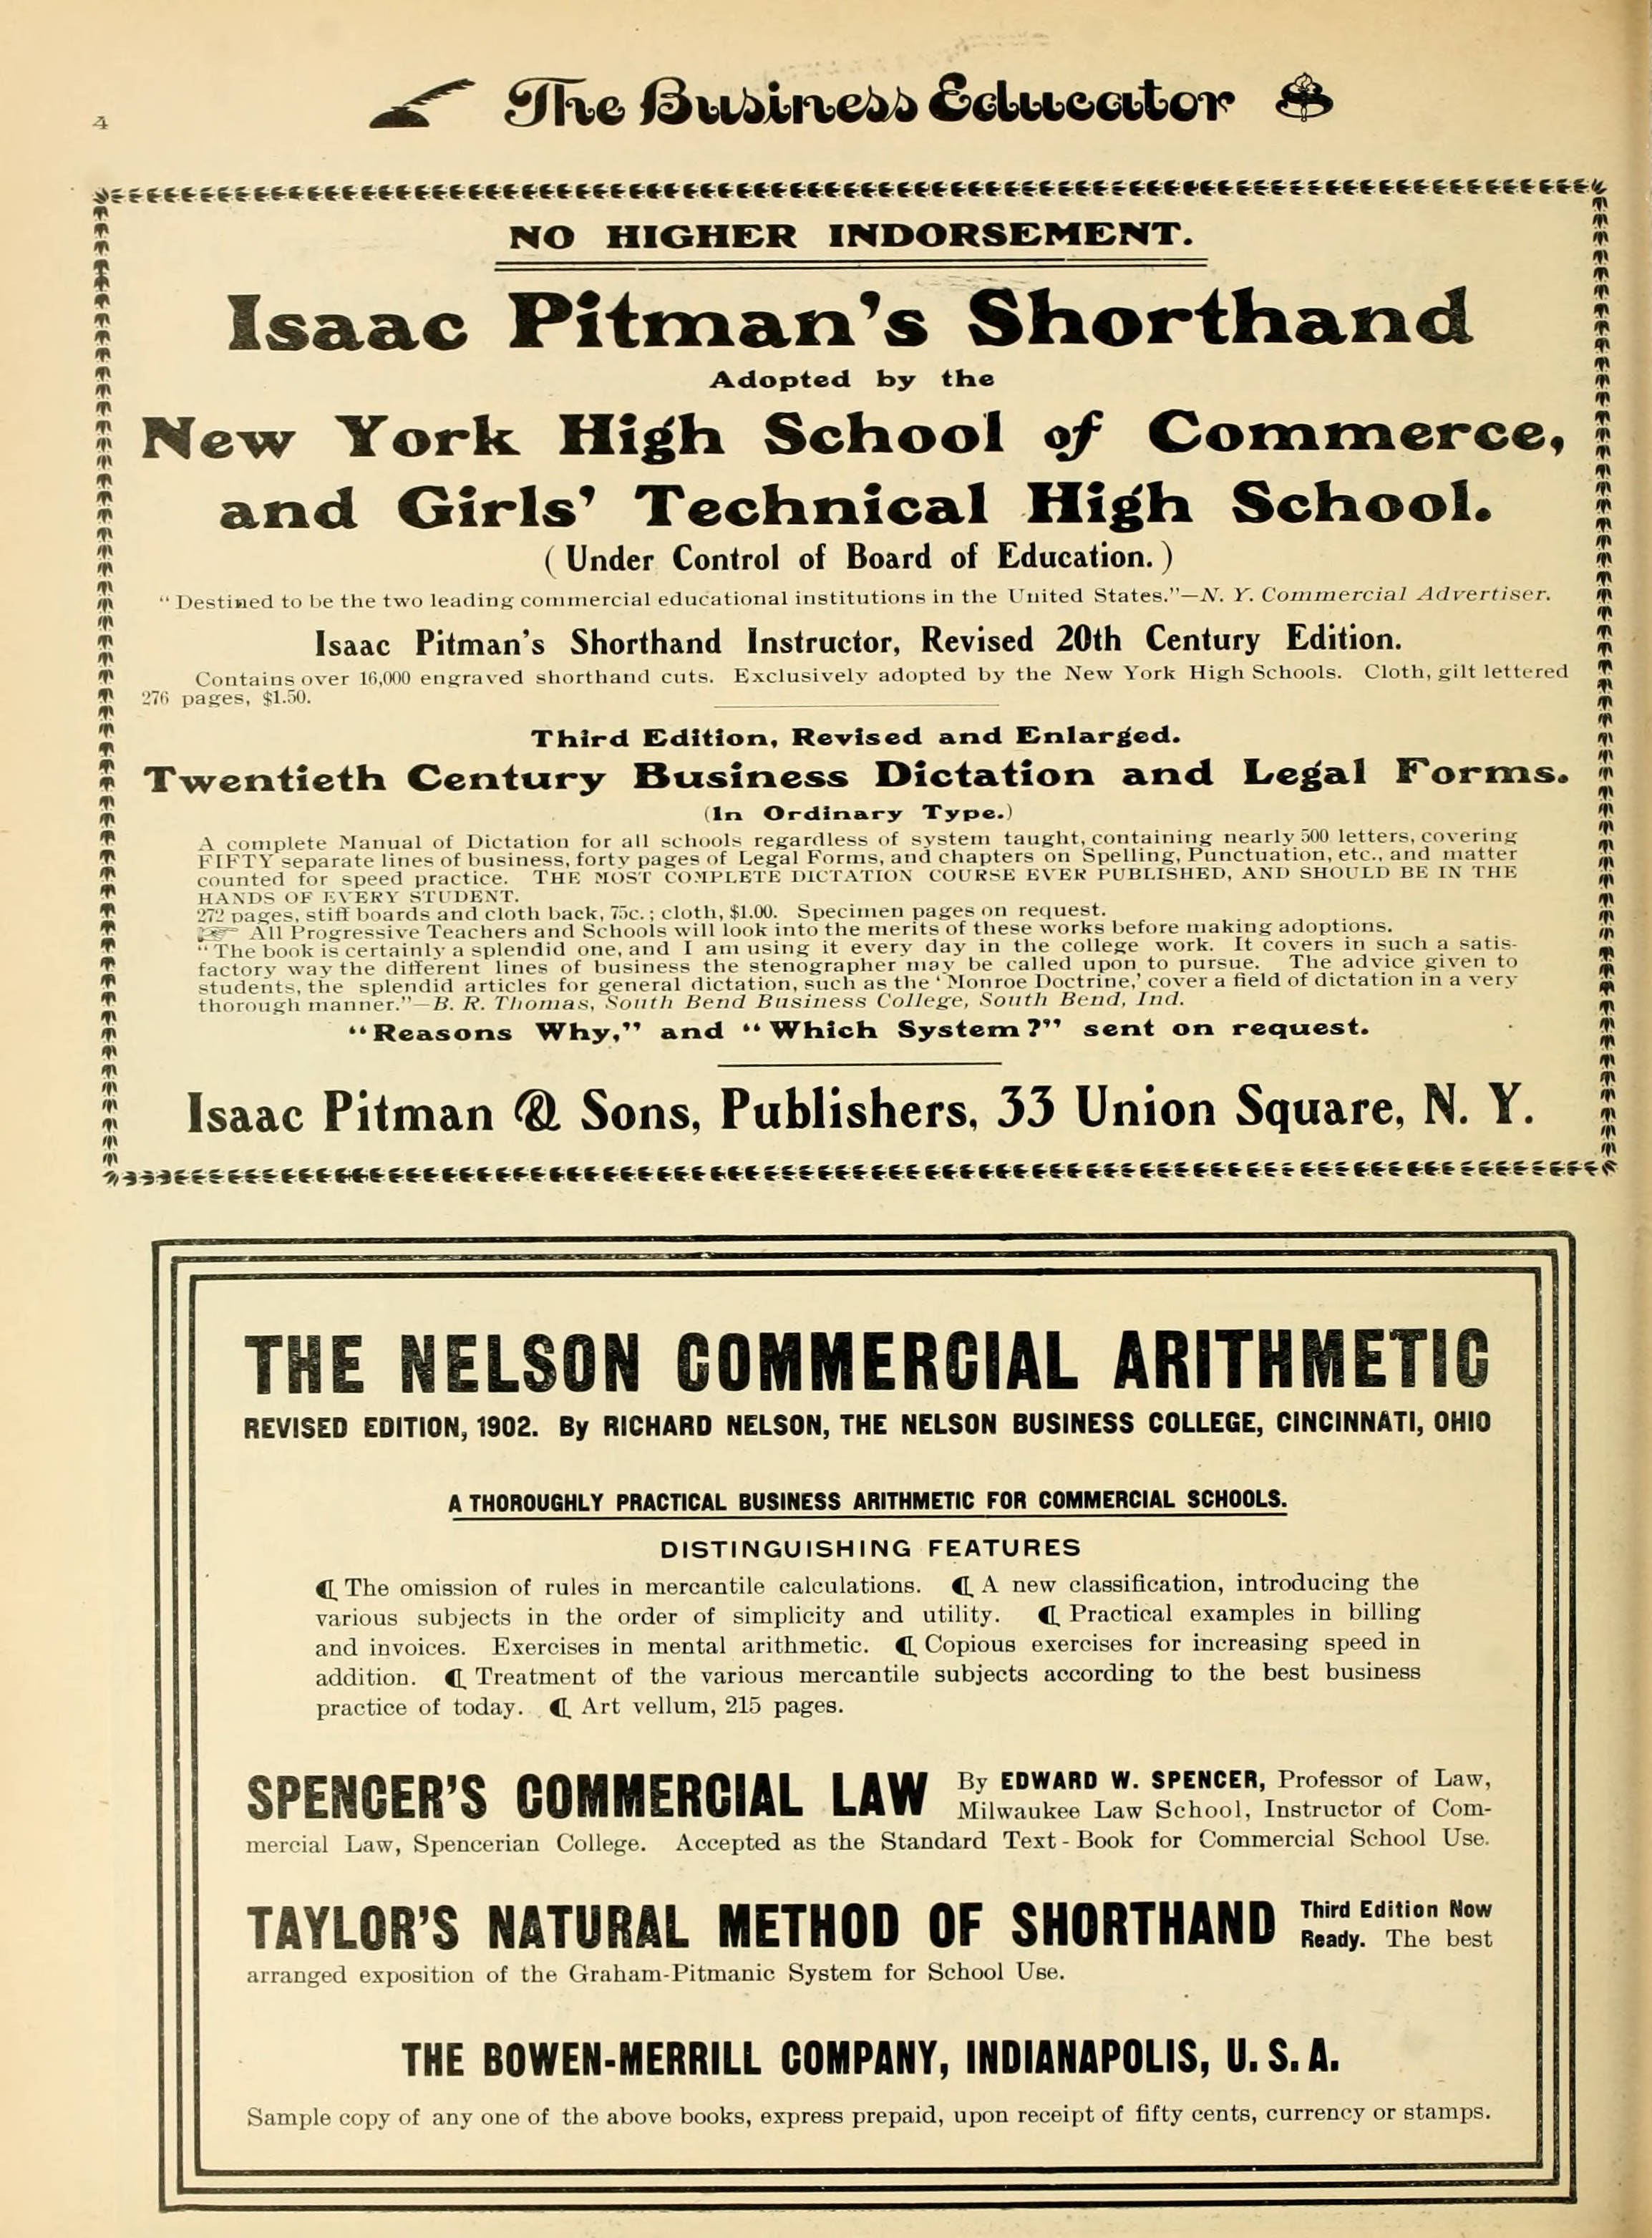 4
The Business Educator
NO HIGHER INDORSEMENT.
Isaac Pitman's Shorthand
Adopted by the
New York High School of Commerce,
and Girls' Technical High School.
( Under Control of Board of Education. )
“ Destined to be the two leading commercial educational institutions in the United States.”—N. Y. Commercial Advertiser.
Isaac Pitman's Shorthand Instructor, Revised 20th Century Edition.
Contains over 16,000 engraved shorthand cuts. Exclusively adopted by the New York High Schools. Cloth, gilt lettered
276 pages, $1.50.
Third Edition, Revised and Enlarged.
Twentieth Century Business Dictation and Legal Forms.
(In Ordinary Type.)
A complete Manual of Dictation for all schools regardless of system taught, containing nearly 500 letters, covering
FIFTY separate lines of business, forty pages of Legal Forms, and chapters on Spelling, Punctuation, etc., and matter
counted for speed practice. THE MOST COMPLETE DICTATION COURSE EVER PUBLISHED, AND SHOULD BE IN THE
HANDS OF EVERY STUDENT.
272 pages, stiff boards and cloth back, 75c. ; cloth, $1.00. Specimen pages on request.
☞ All Progressive Teachers and Schools will look into the merits of these works before making adoptions.
“ The book is certainly a splendid one, and I am using it every day in the college work. It covers in such a satis-
factory way the different lines of business the stenographer may be called upon to pursue. The advice given to
students, the splendid articles for general dictation, such as the ‘ Monroe Doctrine,’ cover a field of dictation in a very
thorough manner.”—B. R. Thomas, South Bend Business College, South Bend, Ind.
“Reasons Why,” and “Which System?” sent on request.
Isaac Pitman & Sons, Publishers, 33 Union Square, N. Y.
THE NELSON COMMERCIAL ARITHMETIC
REVISED EDITION, 1902. By RICHARD NELSON, THE NELSON BUSINESS COLLEGE, CINCINNATI, OHIO
A THOROUGHLY PRACTICAL BUSINESS ARITHMETIC FOR COMMERCIAL SCHOOLS.
DISTINGUISHING FEATURES
¶ The omission of rules in mercantile calculations. ¶ A new classification, introducing the
various subjects in the order of simplicity and utility. ¶ Practical examples in billing
and invoices. Exercises in mental arithmetic. ¶ Copious exercises for increasing speed in
addition. ¶ Treatment of the various mercantile subjects according to the best business
practice of today. ¶ Art vellum, 215 pages.
SPENCER'S COMMERCIAL LAW By EDWARD W. SPENCER, Professor of Law,
Milwaukee Law School, Instructor of Com-
mercial Law, Spencerian College. Accepted as the Standard Text-Book for Commercial School Use.
TAYLOR'S NATURAL METHOD OF SHORTHAND Third Edition Now
Ready. The best
arranged exposition of the Graham-Pitmanic System for School Use.
THE BOWEN-MERRILL COMPANY, INDIANAPOLIS, U. S. A.
Sample copy of any one of the above books, express prepaid, upon receipt of fifty cents, currency or stamps.